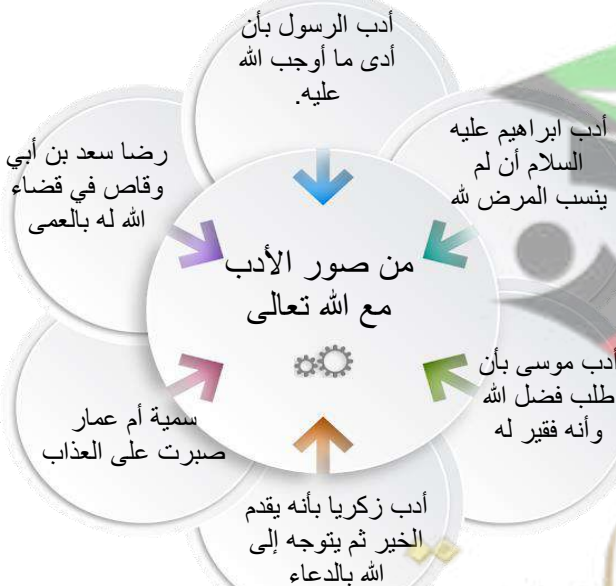 من صور الأدب
مع الله تعالى
أدب الرسول بأن
أدى ما أوجب الله
عليه.
أدب ابراهيم عليه
السلام أن لم
ينسب المرض لله
أدب موسى بأن
طلب فضل الله
وأنه فقير له
أدب زكريا بأنه يقدم
الخير ثم يتوجه إلى
الله بالدعاء
سمية أم عمار
صبرت على العذاب
رضا سعد بن أبي
وقاص في قضاء
الله له بالعمى